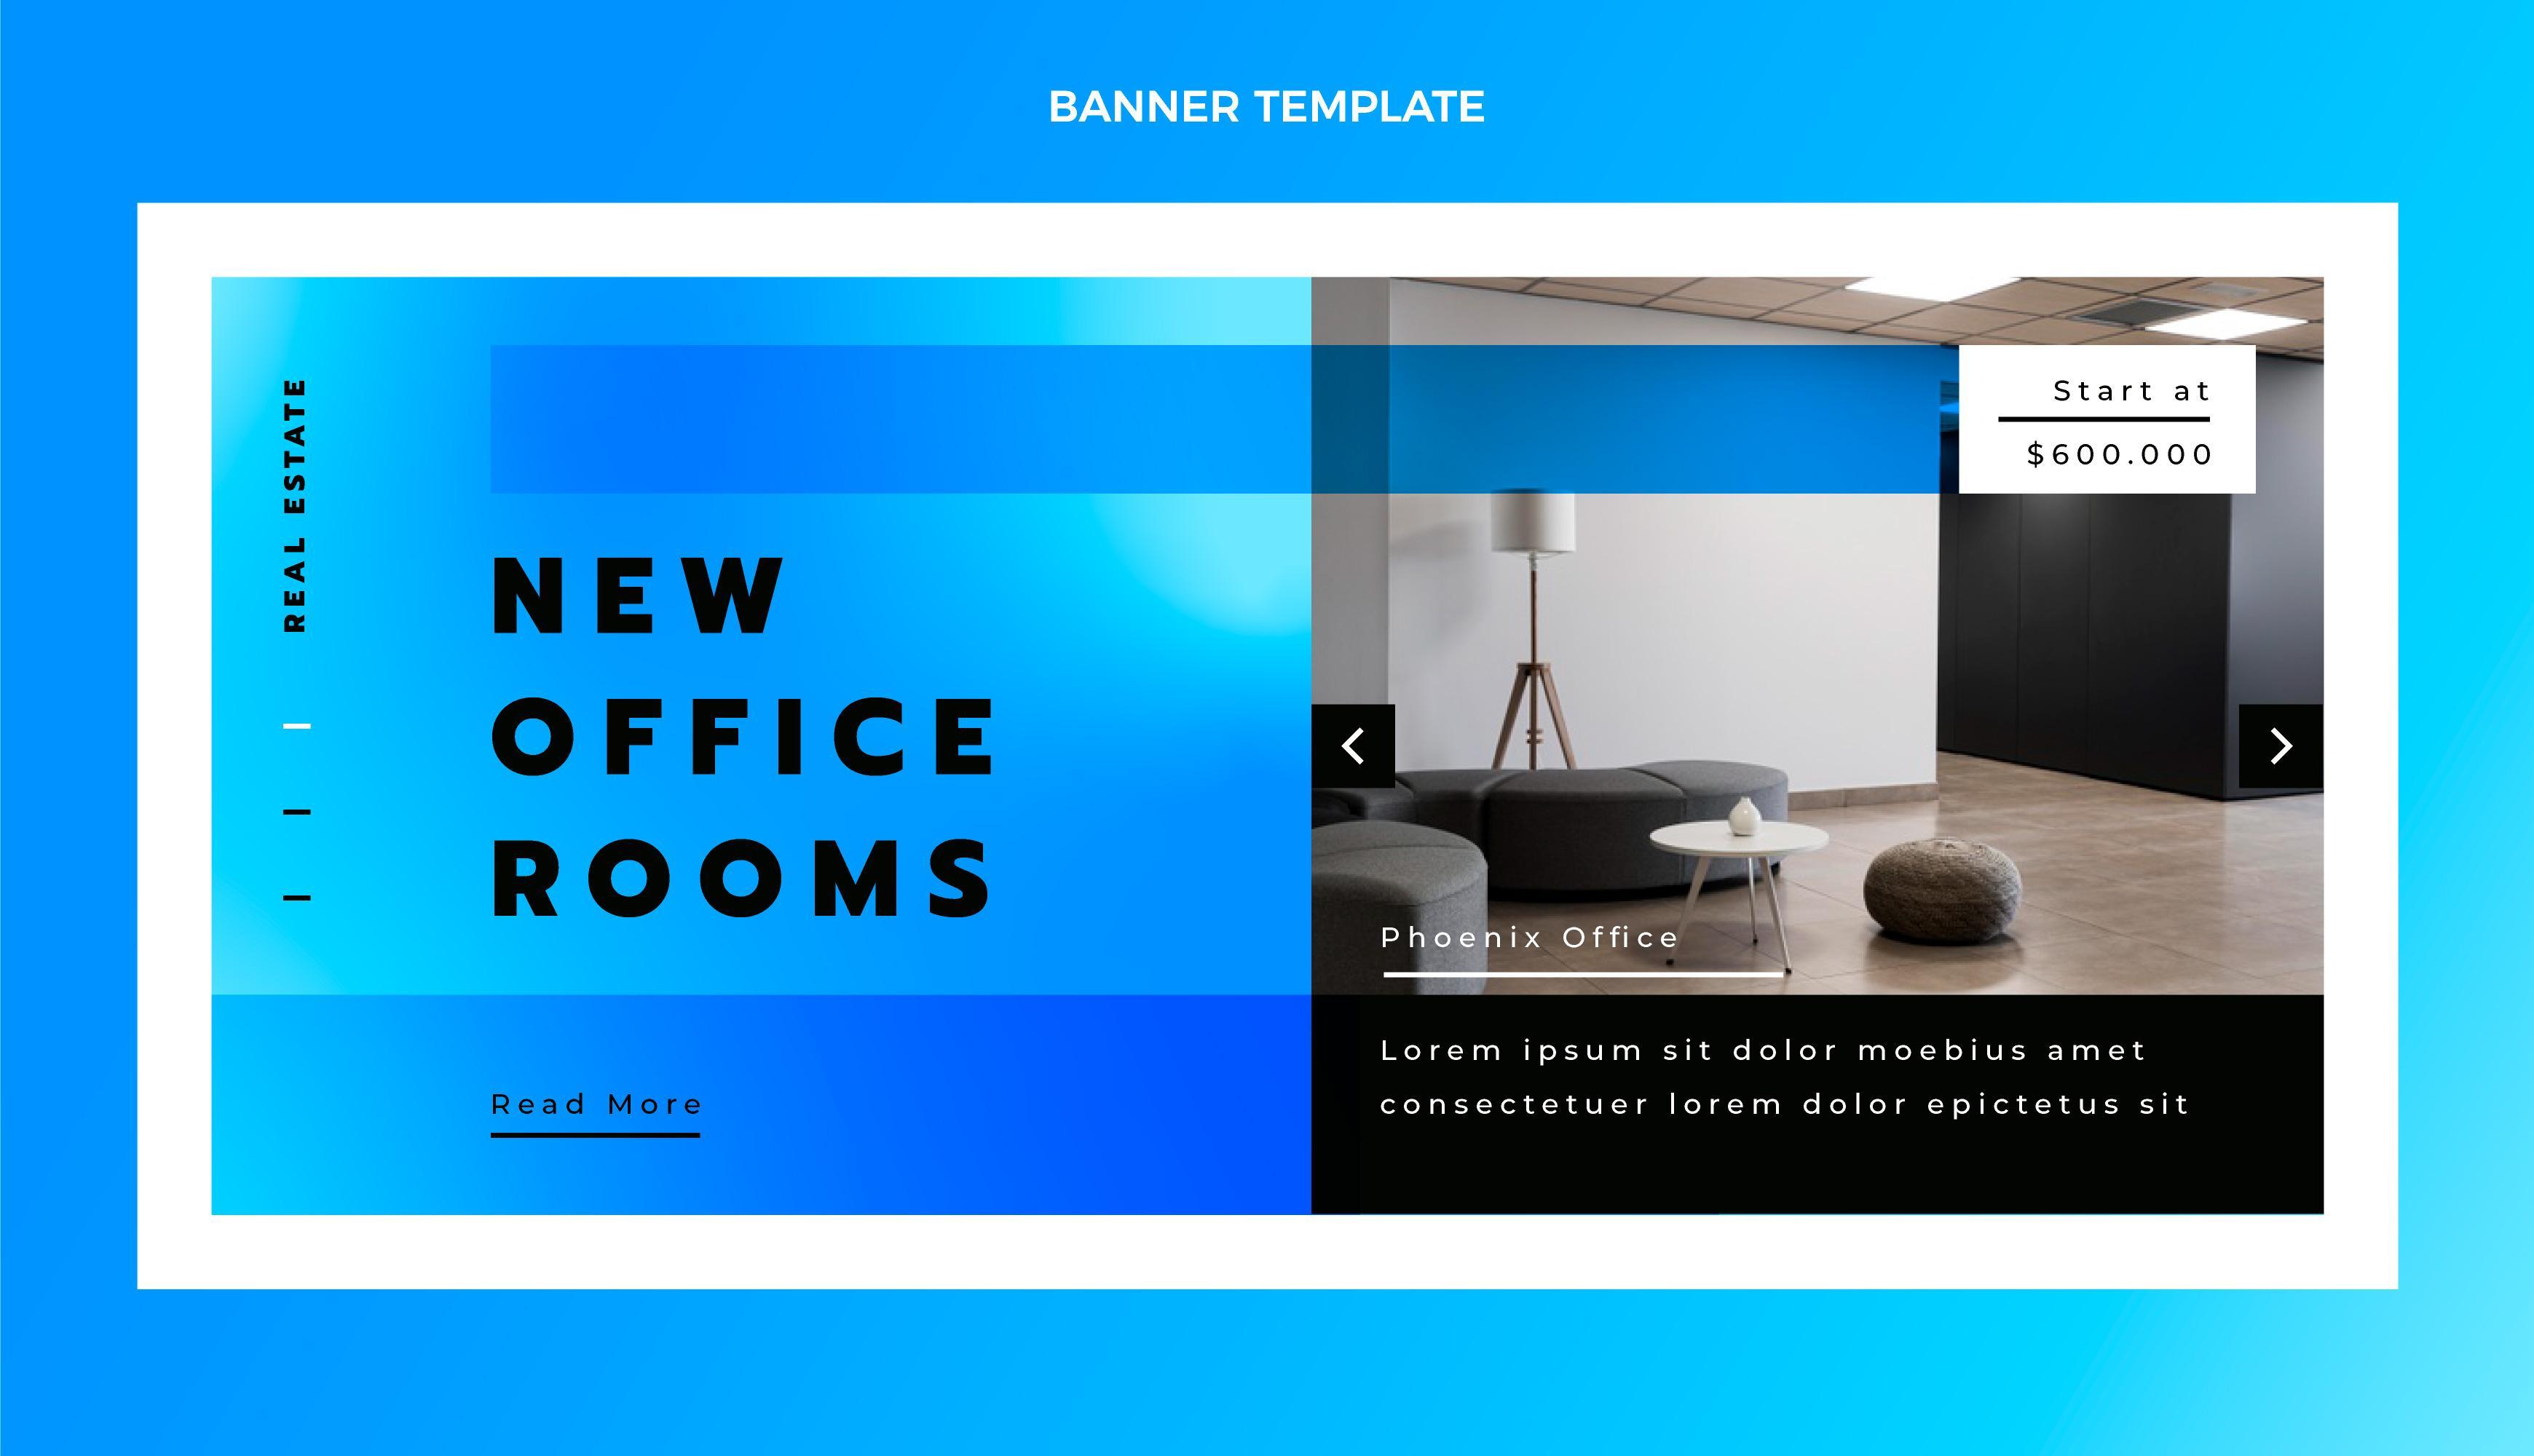 BANNER TEMPLATE
REAL ESTATE
NEW
OFFICE
ROOMS
Read More
Start at
$600.000
Phoenix Office
Lorem ipsum sit dolor moebius amet
consectetuer lorem dolor epictetus sit